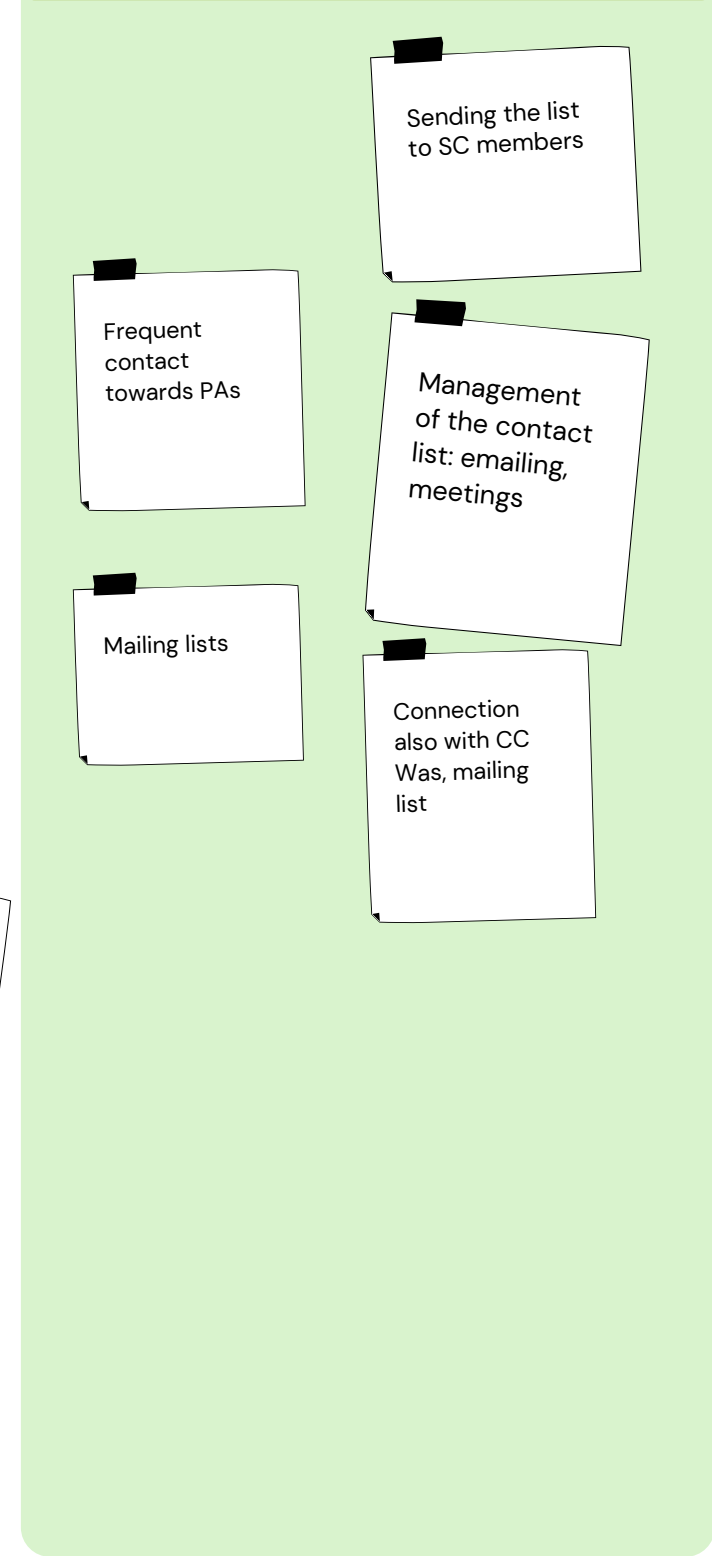 Sending the list
to SC members
Frequent
contact
towards PAs
Management
of the contact
list: emailing,
meetings
Mailing lists
Connection
also with CC
Was, mailing
list